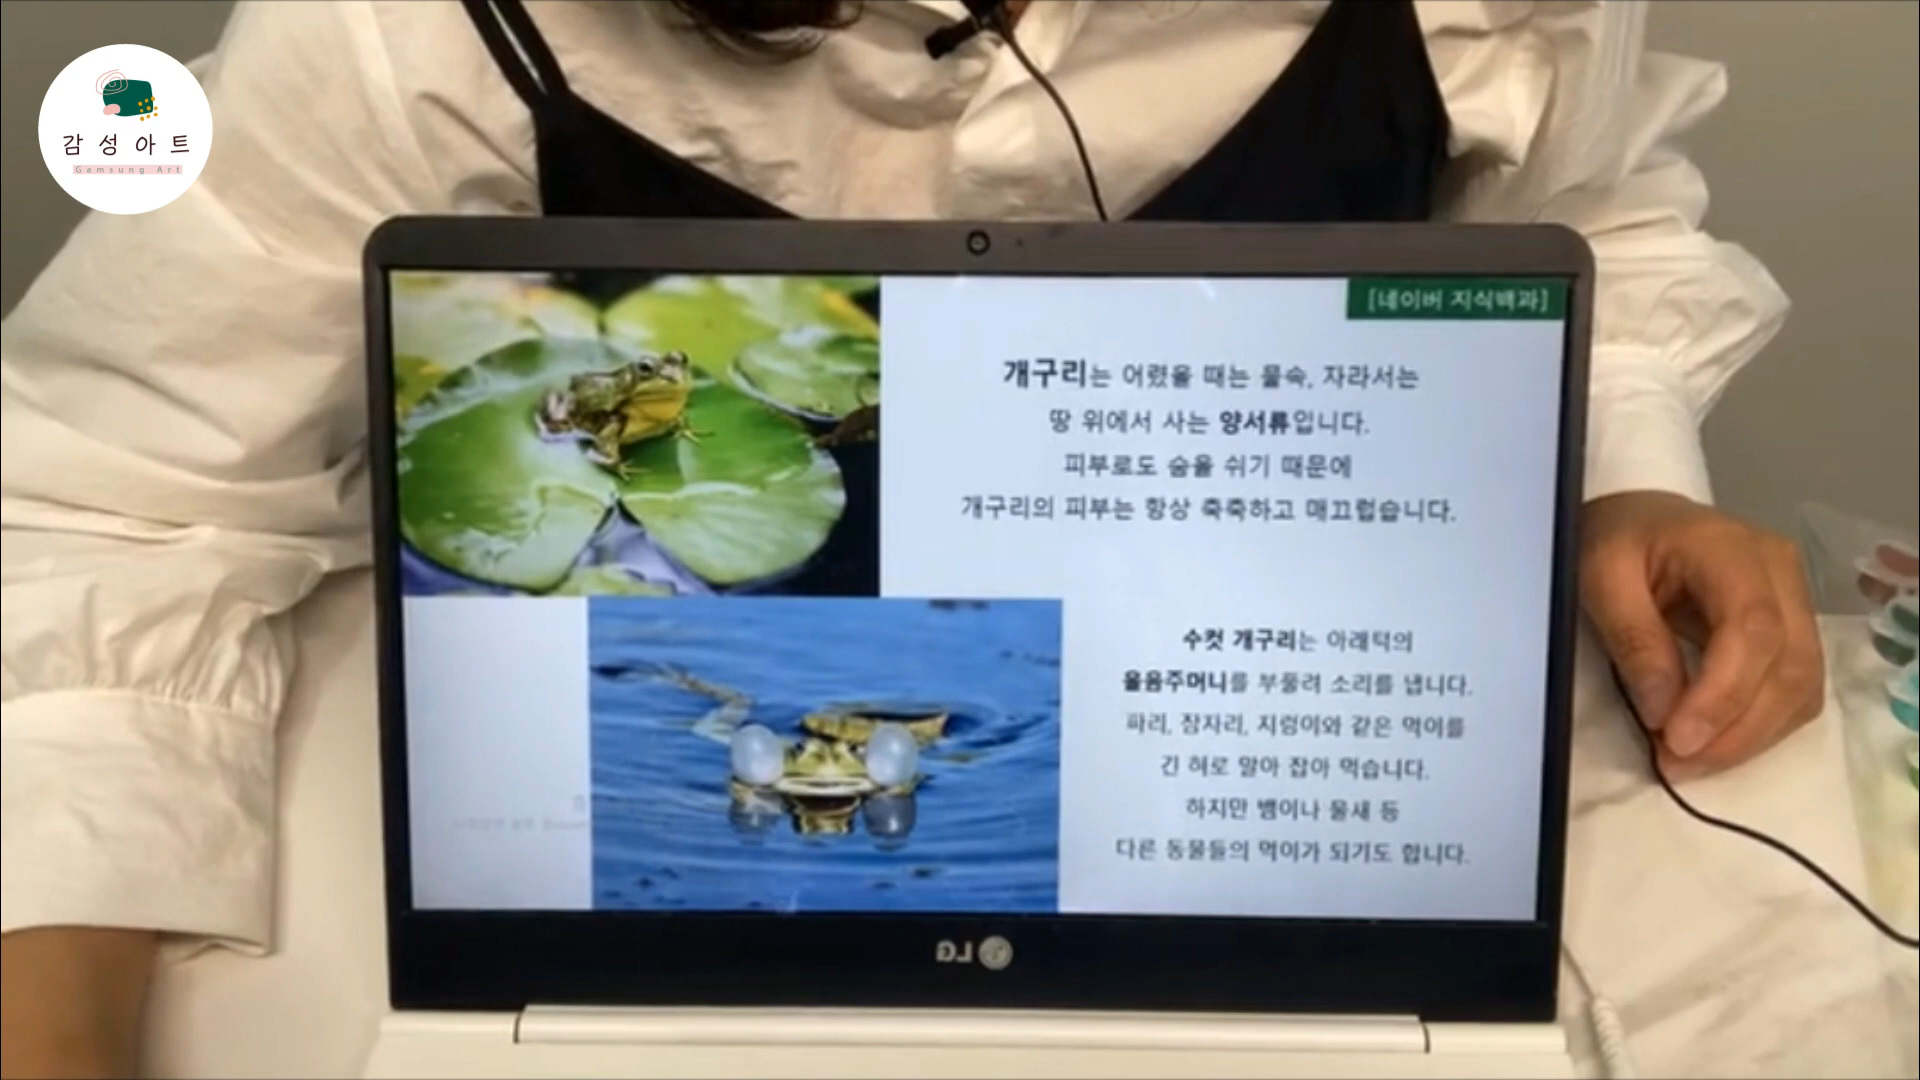 감성아트
Gamsung Art
[네이버 지식백과]
개구리는 어렸을 때는 물속, 자라서는
땅 위에서 사는 양서류입니다.
피부로도 숨을 쉬기 때문에
개구리의 피부는 항상 축축하고 매끄럽습니다.
수컷 개구리는 아래턱의
울음주머니를 부풀려 소리를 냅니다.
파리, 잠자리, 지렁이와 같은 먹이를
긴 혀로 말아 잡아 먹습니다.
하지만 뱀이나 물새 등
다른 동물들의 먹이가 되기도 합니다.
LG